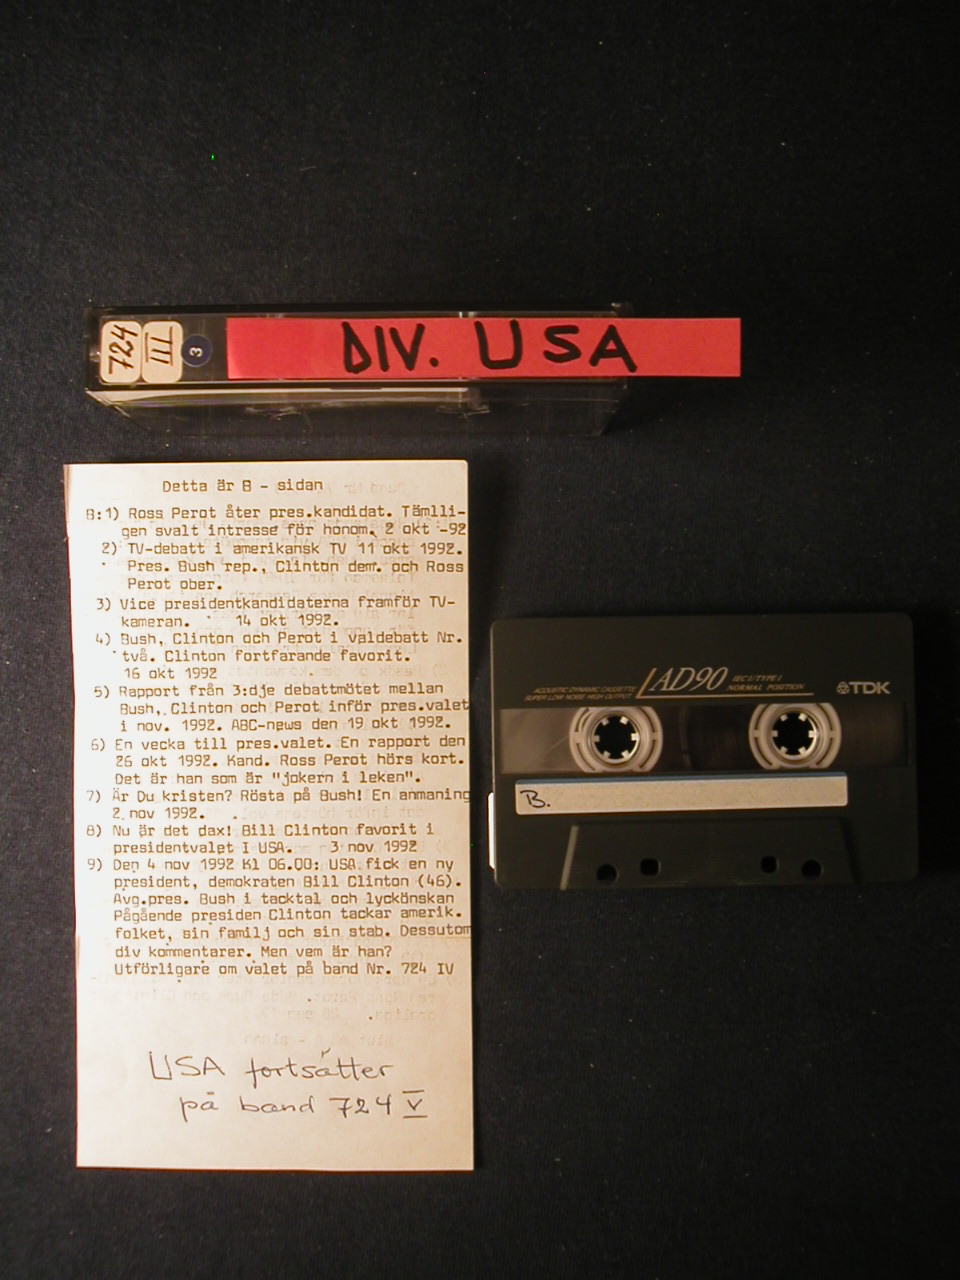 724
III
3
DIV. USA
Detta är B - sidan
B:1) Ross Perot åter pres.kandidat. Tämlli-
gen svalt intresse för honom. 2 okt -92
2) TV-debatt i amerikansk TV 11 okt 1992.
Pres. Bush rep., Clinton dem. och Ross
Perot ober.
3) Vice presidentkandidaterna framför TV-
kameran. 14 okt 1992.
4) Bush, Clinton och Perot i valdebatt Nr.
två. Clinton fortfarande favorit.
16 okt 1992
5) Rapport från 3:dje debattmötet mellan
Bush, Clinton och Perot inför pres.valet
i nov. 1992. ABC-news den 19 okt 1992.
6) En vecka till pres.valet. En rapport den
26 okt 1992. Kand. Ross Perot hörs kort.
Det är han som är "jokern i leken".
7) Är Du kristen? Rösta på Bush! En anmaning
2 nov 1992.
8) Nu är det dax! Bill Clinton favorit i
presidentvalet I USA. 3 nov 1992
9) Den 4 nov 1992 Kl 06.00: USA fick en ny
president, demokraten Bill Clinton (46).
Avg.pres. Bush i tacktal och lyckönskan
Pågående presiden Clinton tackar amerik.
folket, sin familj och sin stab. Dessutom
div kommentarer. Men vem är han?
Utförligare om valet på band Nr. 724 IV
USA fortsätter
på band 724 V
AD90
IEC I/TYPE I
NORMAL POSITION
ACOUSTIC DYNAMIC CASSETTE
SUPER LOW NOISE HIGH OUTPUT
TDK
B.